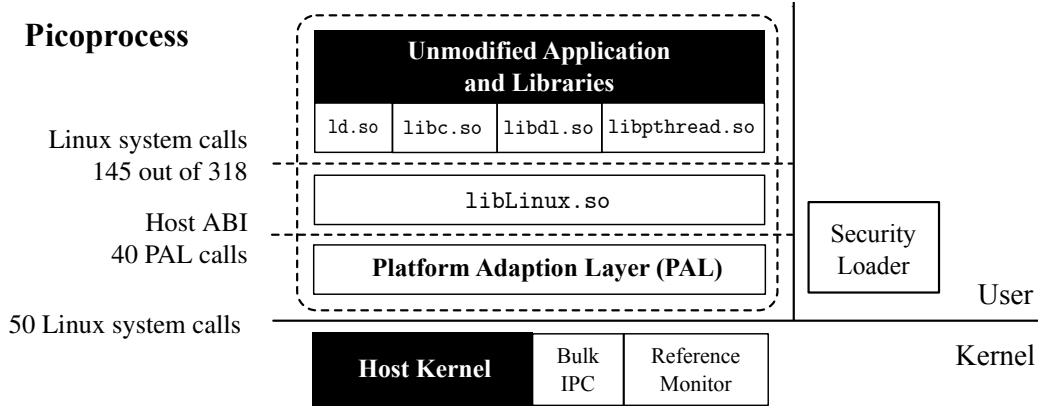 Picoprocess
Unmodified Application
and Libraries
ld.so
libc.so
libdl.so
libpthread.so
Linux system calls
145 out of 318
libLinux.so
Host ABI
40 PAL calls
Platform Adaption Layer (PAL)
Security
Loader
User
50 Linux system calls
Kernel
Host Kernel
Bulk
IPC
Reference
Monitor